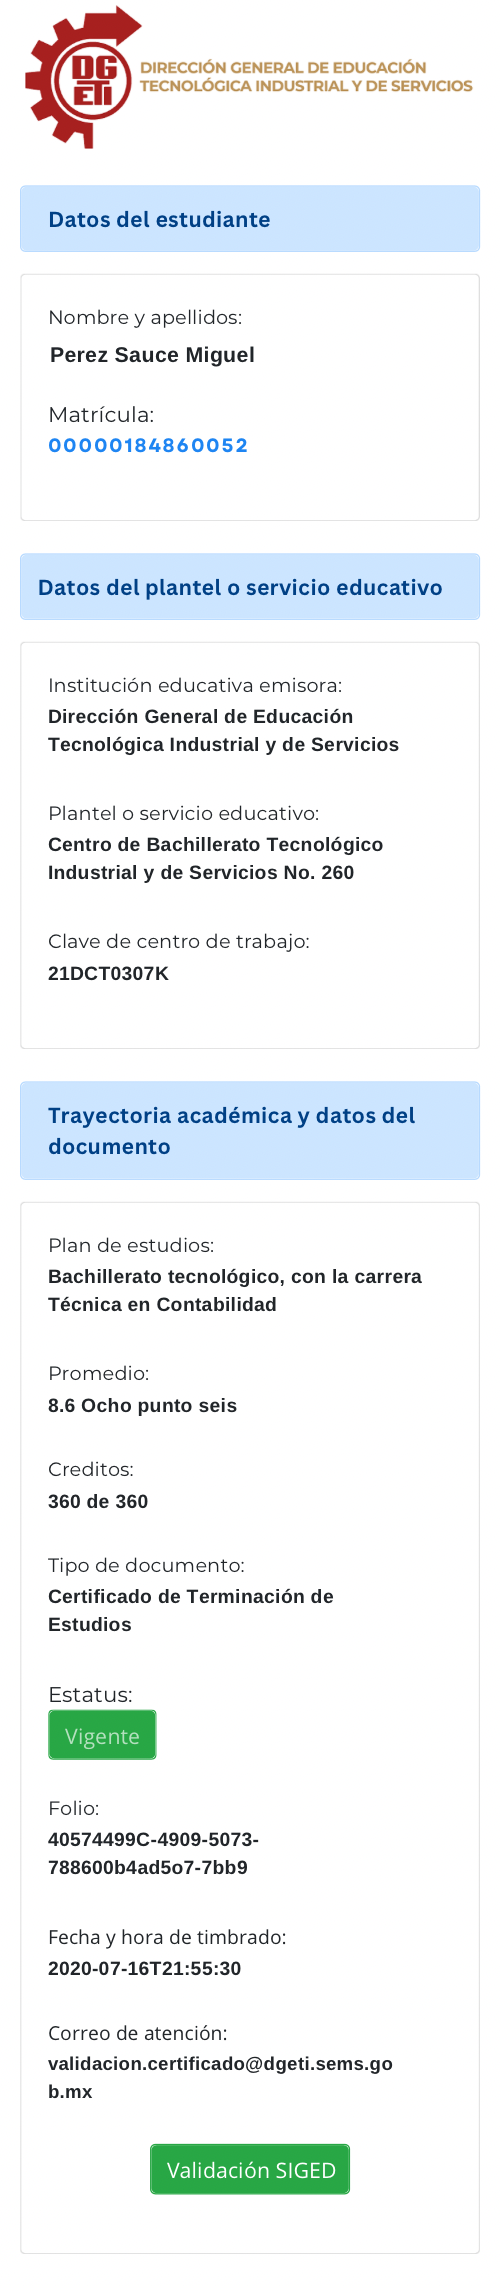 DG
ETi
DIRECCIÓN GENERAL DE EDUCACIÓN
TECNOLÓGICA INDUSTRIAL Y DE SERVICIOS
Datos del estudiante
Nombre y apellidos:
Perez Sauce Miguel
Matrícula:
00000184860052
Datos del plantel o servicio educativo
Institución educativa emisora:
Dirección General de Educación
Tecnológica Industrial y de Servicios
Plantel o servicio educativo:
Centro de Bachillerato Tecnológico
Industrial y de Servicios No. 260
Clave de centro de trabajo:
21DCT0307K
Trayectoria académica y datos del
documento
Plan de estudios:
Bachillerato tecnológico, con la carrera
Técnica en Contabilidad
Promedio:
8.6 Ocho punto seis
Creditos:
360 de 360
Tipo de documento:
Certificado de Terminación de
Estudios
Estatus:
Vigente
Folio:
40574499C-4909-5073-
788600b4ad5o7-7bb9
Fecha y hora de timbrado:
2020-07-16T21:55:30
Correo de atención:
validacion.certificado@dgeti.sems.go
b.mx
Validación SIGED